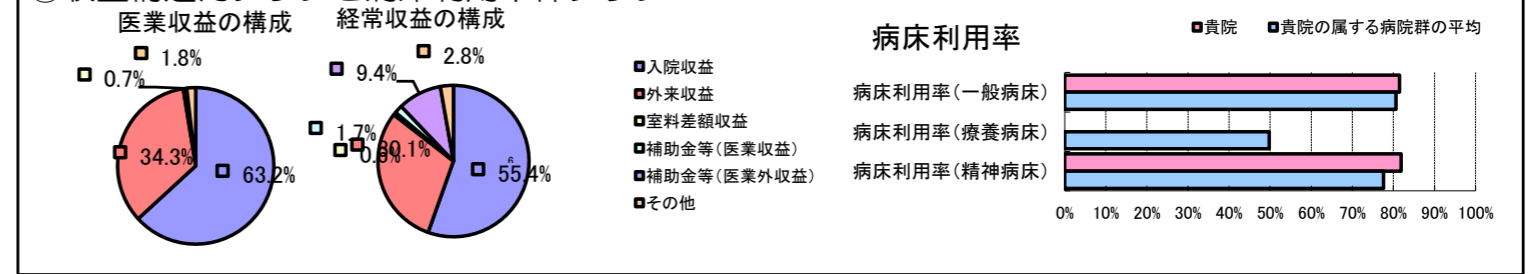 医業収益の構成
経常収益の構成
1.8%
0.7%
34.3%
63.2%
2.8%
9.4%
1.7%
30.1%
55.4%
入院収益
外来収益
室料差額収益
補助金等(医業収益)
補助金等(医業外収益)
その他
病床利用率
貴院
貴院の属する病院群の平均
病床利用率(一般病床)
病床利用率(療養病床)
病床利用率(精神病床)
0% 10% 20% 30% 40% 50% 60% 70% 80% 90% 100%